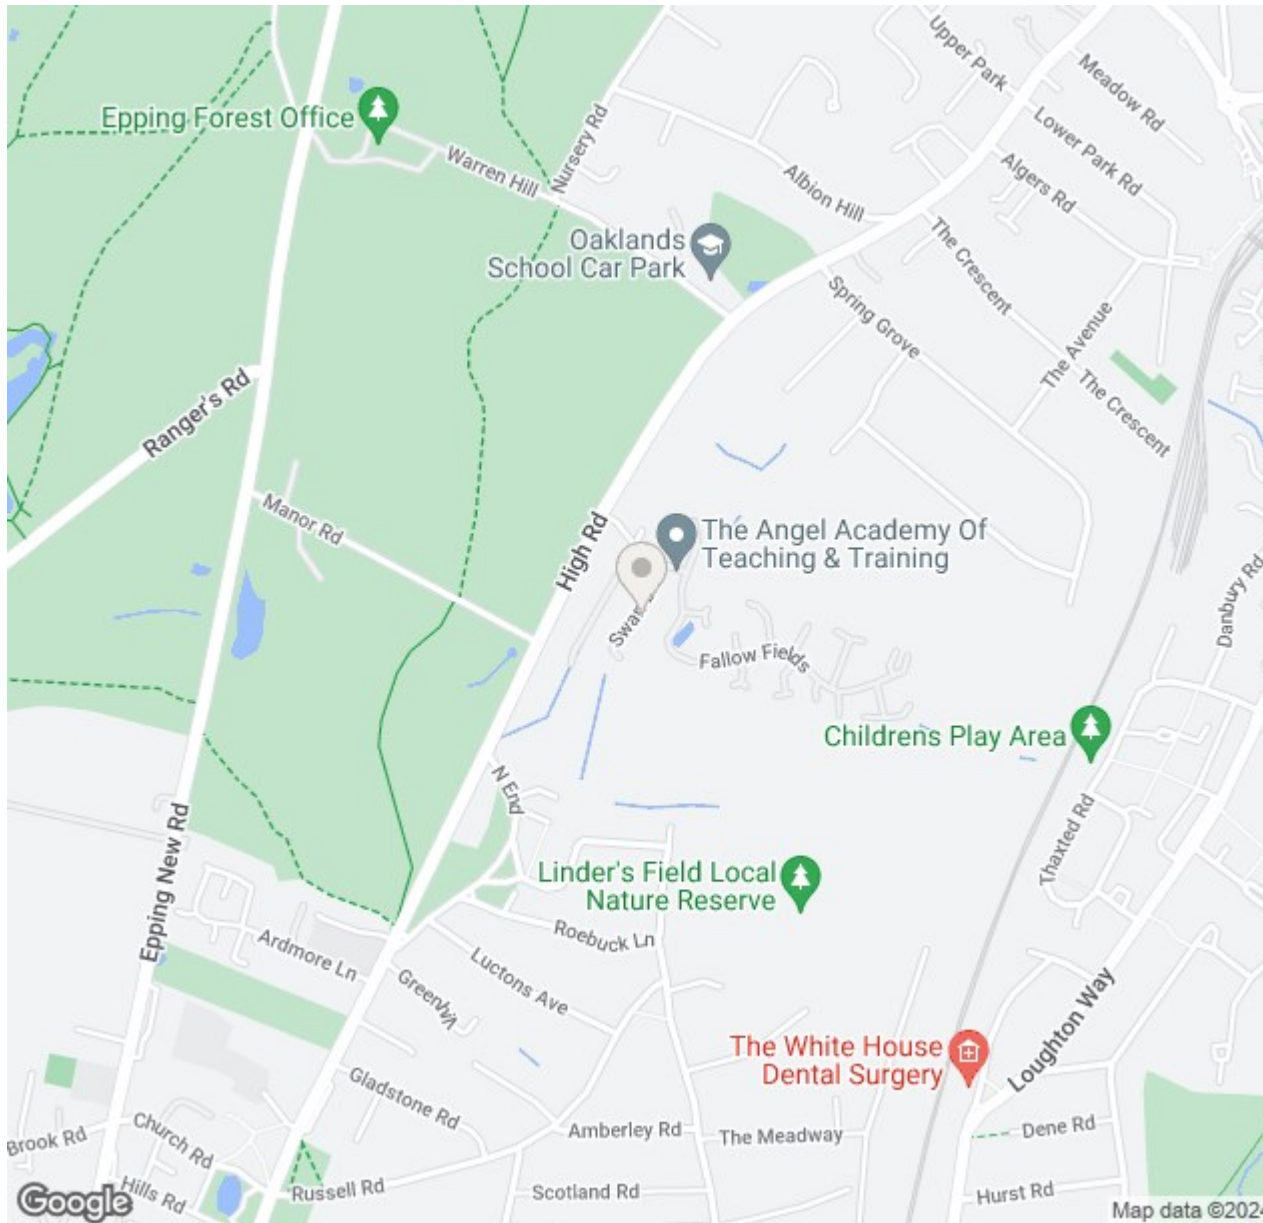 Upper Park
Meadow Rd
Epping Forest Office
Nursery Rd
Lower Park Rd
Warren Hill
Albion Hill
Algers Rd
Oaklands
School Car Park
The Crescent
Spring Grove
The Avenue
Ranger's Rd
The Crescent
Manor Rd
High Rd
The Angel Academy Of
Teaching & Training
Danbury Rd
Fallow Fields
Childrens Play Area
N End
Epping New Rd
Thaxted Rd
Linder's Field Local
Nature Reserve
Roebuck Ln
Ardmore Ln
Luctons Ave
Greenhill
Loughton Way
The White House
Dental Surgery
Gladstone Rd
Church Rd
Brook Rd
Amberley Rd
The Meadway
Dene Rd
Hills Rd
Russell Rd
Scotland Rd
Hurst Rd
Google
Map data ©2024